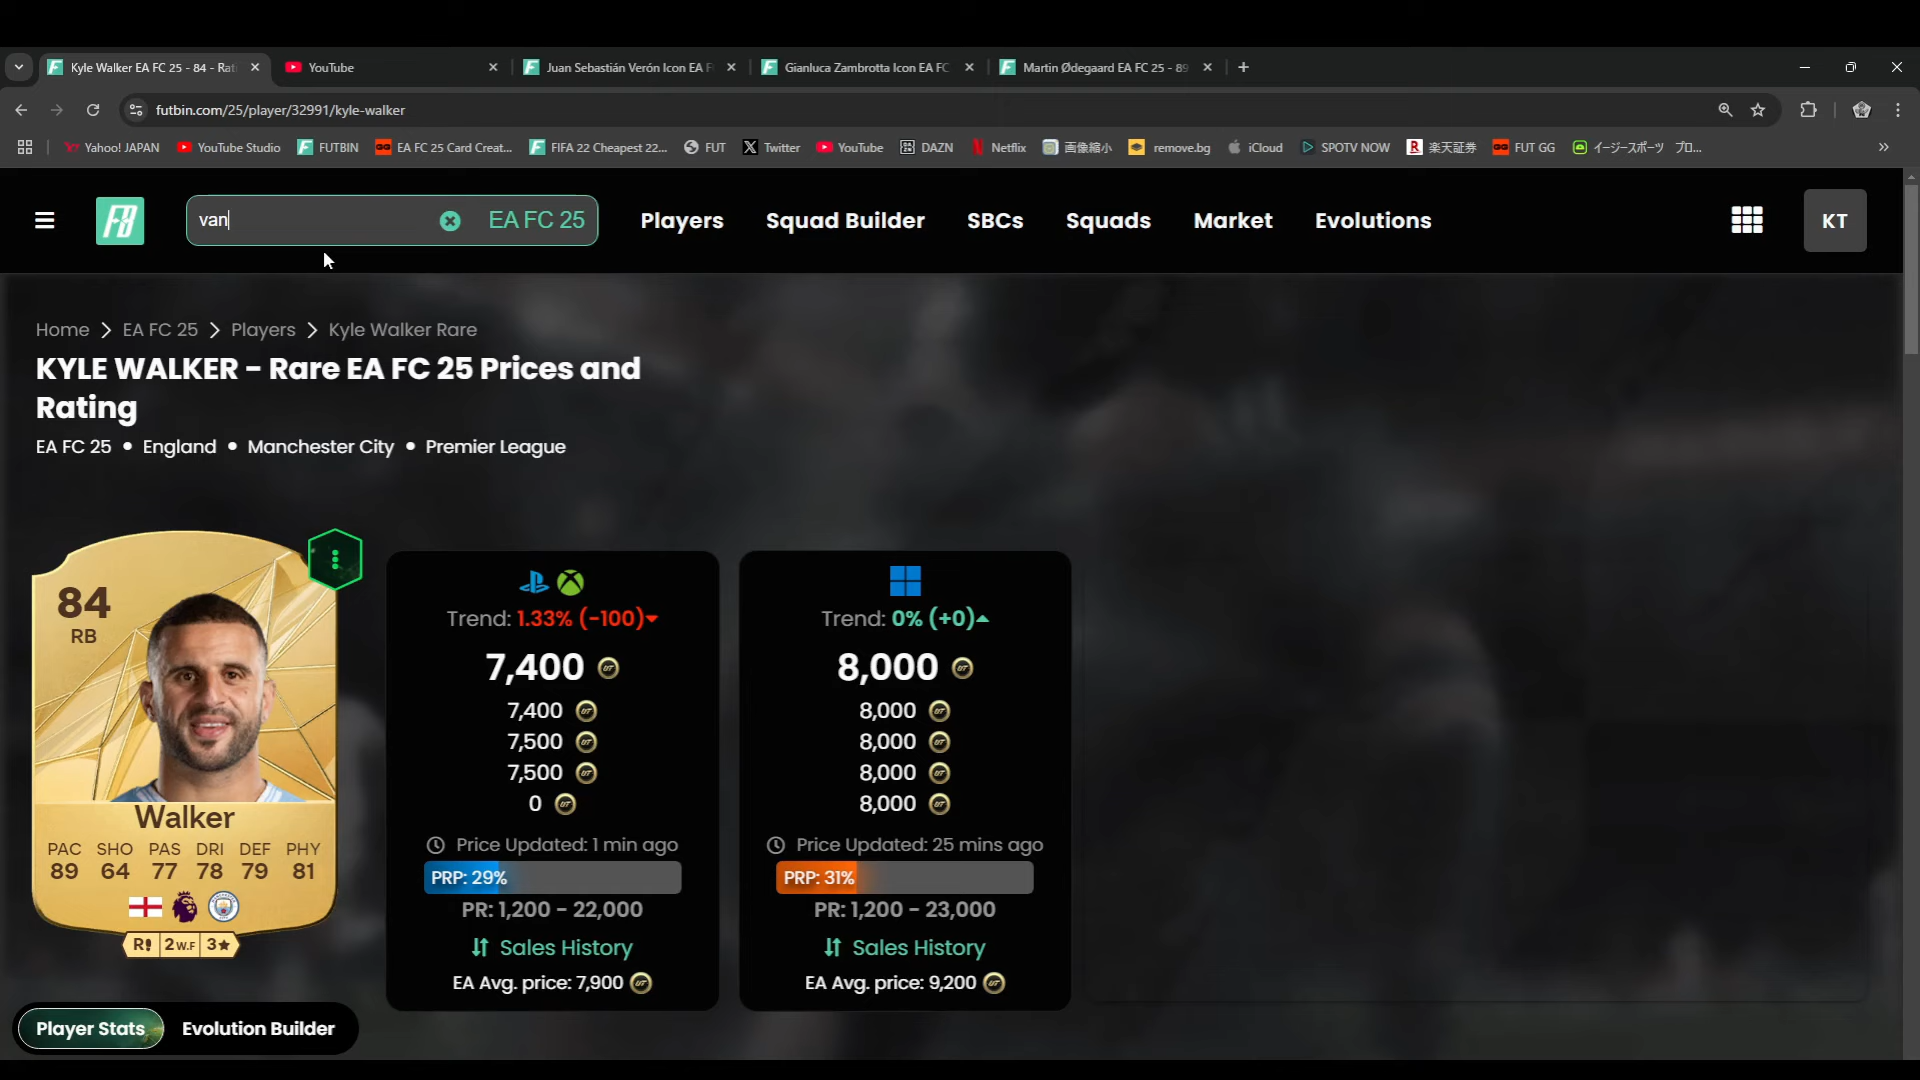 Kyle Walker EA FC 25 - 84 - Rat
YouTube
Juan Sebastián Verón Icon EA F
Gianluca Zambrotta Icon EA FC
Martin Ødegaard EA FC 25 - 89
futbin.com/25/player/32991/kyle-walker
Yahoo! JAPAN
YouTube Studio
FUTBIN
EA FC 25 Card Creat...
FIFA 22 Cheapest 22...
FUT
Twitter
YouTube
DAZN
Netflix
画像縮小
remove.bg
iCloud
SPOTV NOW
楽天証券
FUT GG
イージースポーツ プロ...
van
EA FC 25
Players
Squad Builder
SBCs
Squads
Market
Evolutions
KT
Home > EA FC 25 > Players > Kyle Walker Rare
KYLE WALKER - Rare EA FC 25 Prices and
Rating
EA FC 25 • England • Manchester City • Premier League
84
RB
Walker
PAC SHO PAS DRI DEF PHY
89 64 77 78 79 81
R 2 W.F 3★
Trend: 1.33% (-100)
7,400
7,400
7,500
7,500
0
Price Updated: 1 min ago
PRP: 29%
PR: 1,200 - 22,000
Sales History
EA Avg. price: 7,900
Trend: 0% (+0)
8,000
8,000
8,000
8,000
8,000
Price Updated: 25 mins ago
PRP: 31%
PR: 1,200 - 23,000
Sales History
EA Avg. price: 9,200
Player Stats
Evolution Builder